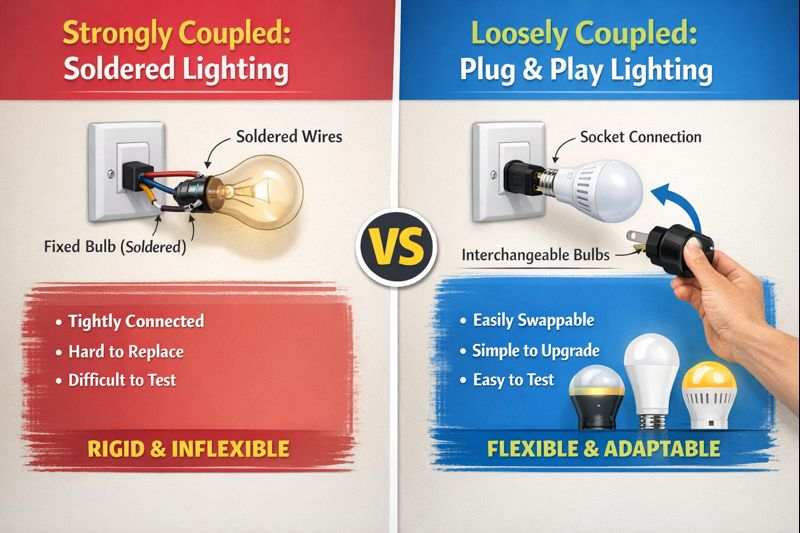 Strongly Coupled:
Soldered Lighting
Soldered Wires
Fixed Bulb (Soldered)
• Tightly Connected
• Hard to Replace
• Difficult to Test
RIGID & INFLEXIBLE
VS
Loosely Coupled:
Plug & Play Lighting
Socket Connection
Interchangeable Bulbs
• Easily Swappable
• Simple to Upgrade
• Easy to Test
FLEXIBLE & ADAPTABLE